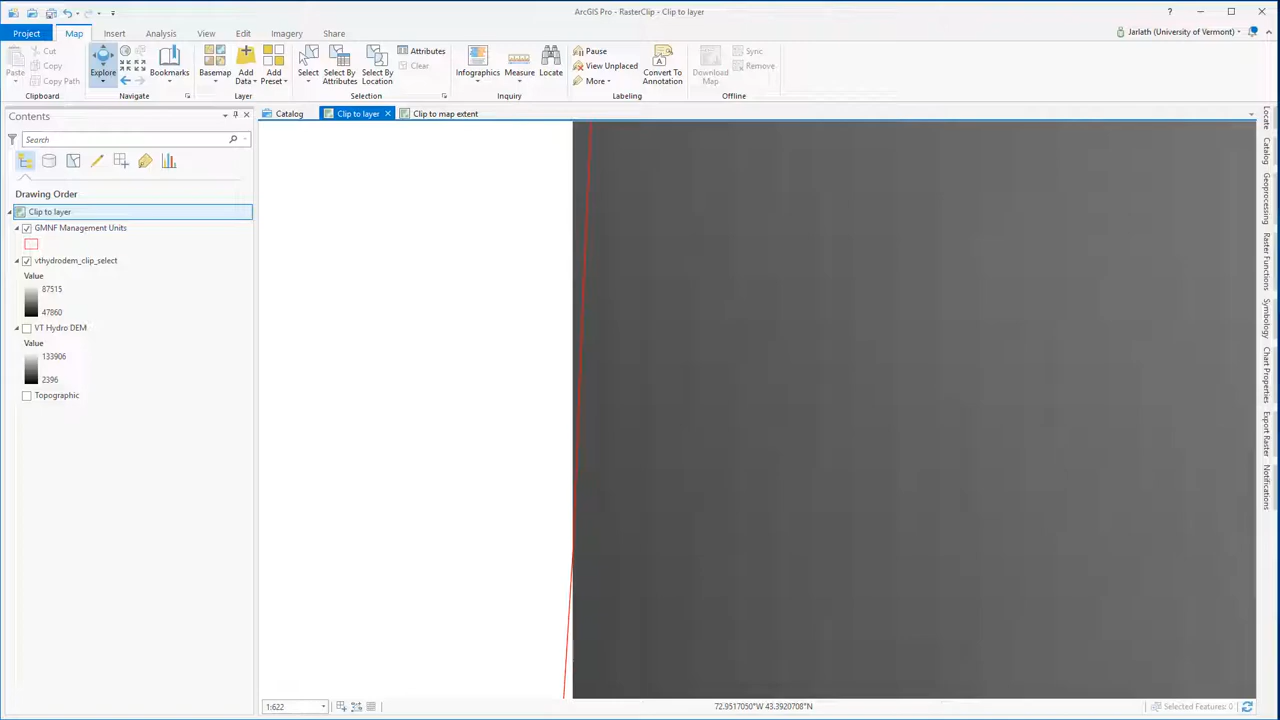 ArcGIS Pro - RasterClip - Clip to layer
?
Project Map Insert Analysis View Edit Imagery Share
Jarlath (University of Vermont)
Cut
Copy
Copy Path
Paste
Clipboard
Explore
Bookmarks
Navigate
Basemap
Add Data
Add Preset
Layer
Select
Select By Attributes
Select By Location
Attributes
Clear
Selection
Infographics
Measure
Locate
Inquiry
Pause
View Unplaced
More
Convert To Annotation
Labeling
Download Map
Sync
Remove
Offline
Contents
Catalog
Clip to layer
Clip to map extent
Search
Drawing Order
Clip to layer
GMNF Management Units
vthydrodem_clip_select
Value
87515
47860
VT Hydro DEM
Value
133906
2396
Topographic
Locate
Catalog
Geoprocessing
Raster Functions
Symbology
Chart Properties
Export Raster
Notifications
1:622
72.9517050°W 43.3920708°N
Selected Features: 0